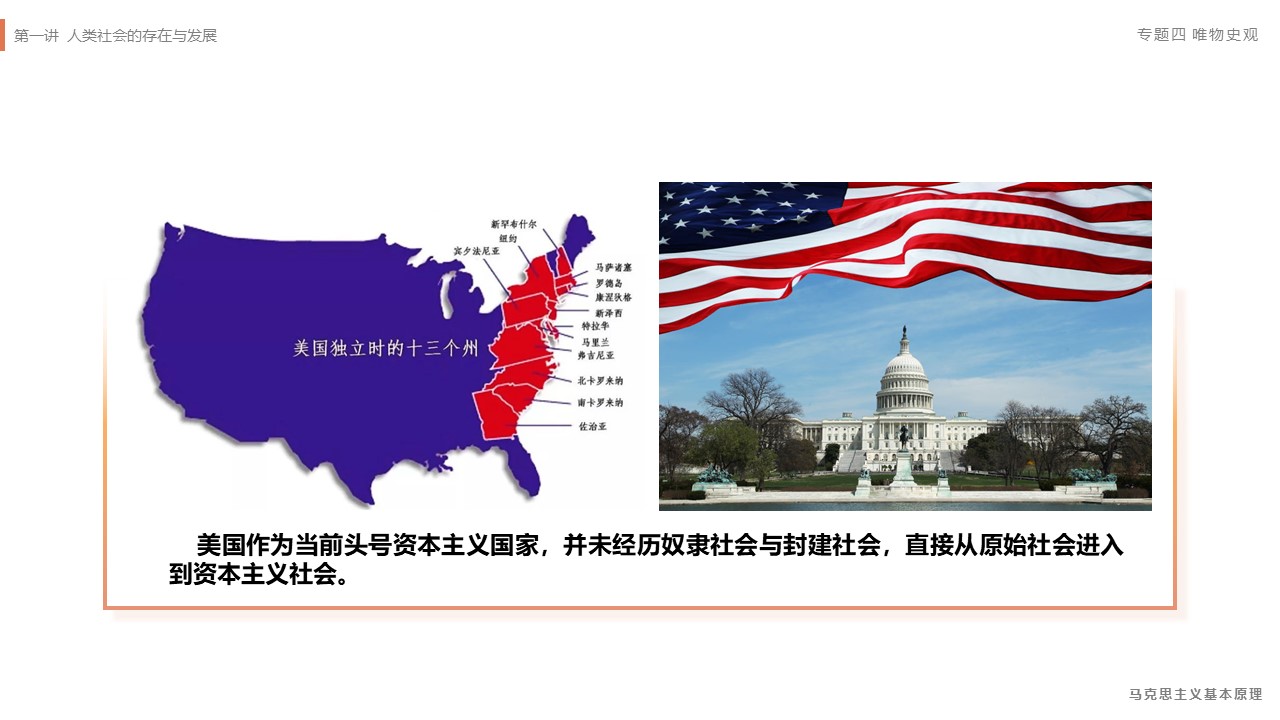 第一讲 人类社会的存在与发展
专题四 唯物史观
新罕布什尔
纽约
宾夕法尼亚
马萨诸塞
罗德岛
康涅狄格
新泽西
特拉华
马里兰
弗吉尼亚
北卡罗来纳
南卡罗来纳
佐治亚
美国独立时的十三个州
美国作为当前头号资本主义国家，并未经历奴隶社会与封建社会，直接从原始社会进入
到资本主义社会。
马克思主义基本原理